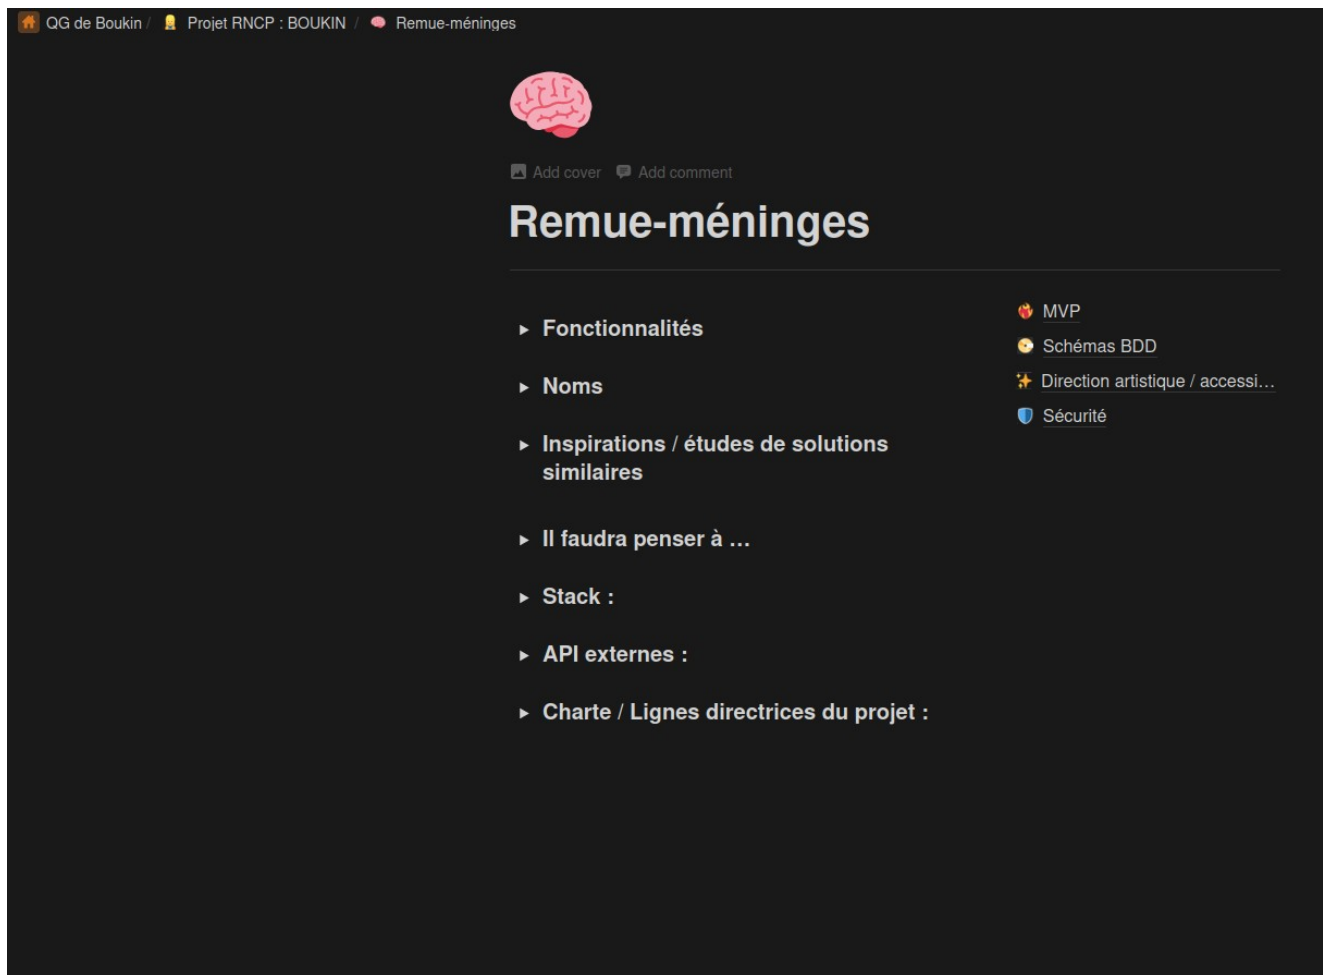 QG de Boukin / Projet RNCP : BOUKIN / Remue-méninges
Add cover Add comment
Remue-méninges
Fonctionnalités
Noms
Inspirations / études de solutions
similaires
Il faudra penser à …
Stack :
API externes :
Charte / Lignes directrices du projet :
MVP
Schémas BDD
Direction artistique / accessi…
Sécurité